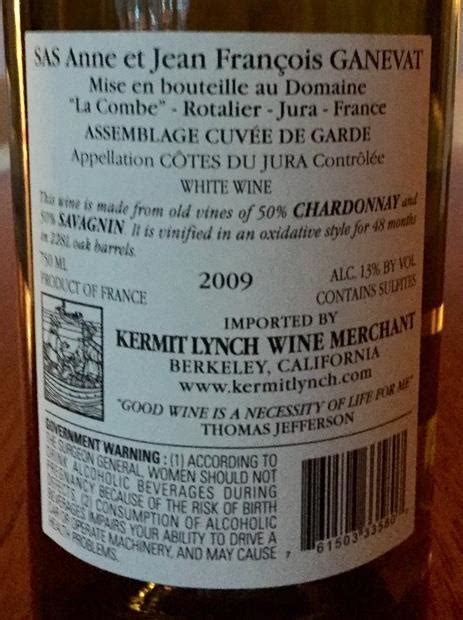 SAS Anne et Jean François GANEVAT
Mise en bouteille au Domaine
"La Combe" - Rotalier - Jura - France
ASSEMBLAGE CUVÉE DE GARDE
Appellation CÔTES DU JURA Contrôlée
WHITE WINE
This wine is made from old vines of 50% CHARDONNAY and
50% SAVAGNIN. It is vinified in an oxidative style for 48 months
in 228L oak barrels.
750 ML
PRODUCT OF FRANCE
2009
ALC. 13% BY VOL
CONTAINS SULFITES
IMPORTED BY
KERMIT LYNCH WINE MERCHANT
BERKELEY, CALIFORNIA
www.kermitlynch.com
"GOOD WINE IS A NECESSITY OF LIFE FOR ME"
THOMAS JEFFERSON
GOVERNMENT WARNING : (1) ACCORDING TO
THE SURGEON GENERAL, WOMEN SHOULD NOT
DRINK ALCOHOLIC BEVERAGES DURING
PREGNANCY BECAUSE OF THE RISK OF BIRTH
DEFECTS. (2) CONSUMPTION OF ALCOHOLIC
BEVERAGES IMPAIRS YOUR ABILITY TO DRIVE A
CAR OR OPERATE MACHINERY, AND MAY CAUSE
HEALTH PROBLEMS.
7 61503 33580